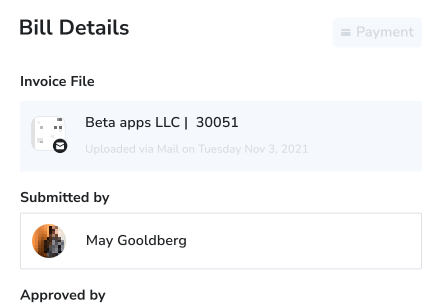 Bill Details
Payment
Invoice File
Beta apps LLC | 30051
Uploaded via Mail on Tuesday Nov 3, 2021
Submitted by
May Gooldberg
Approved by